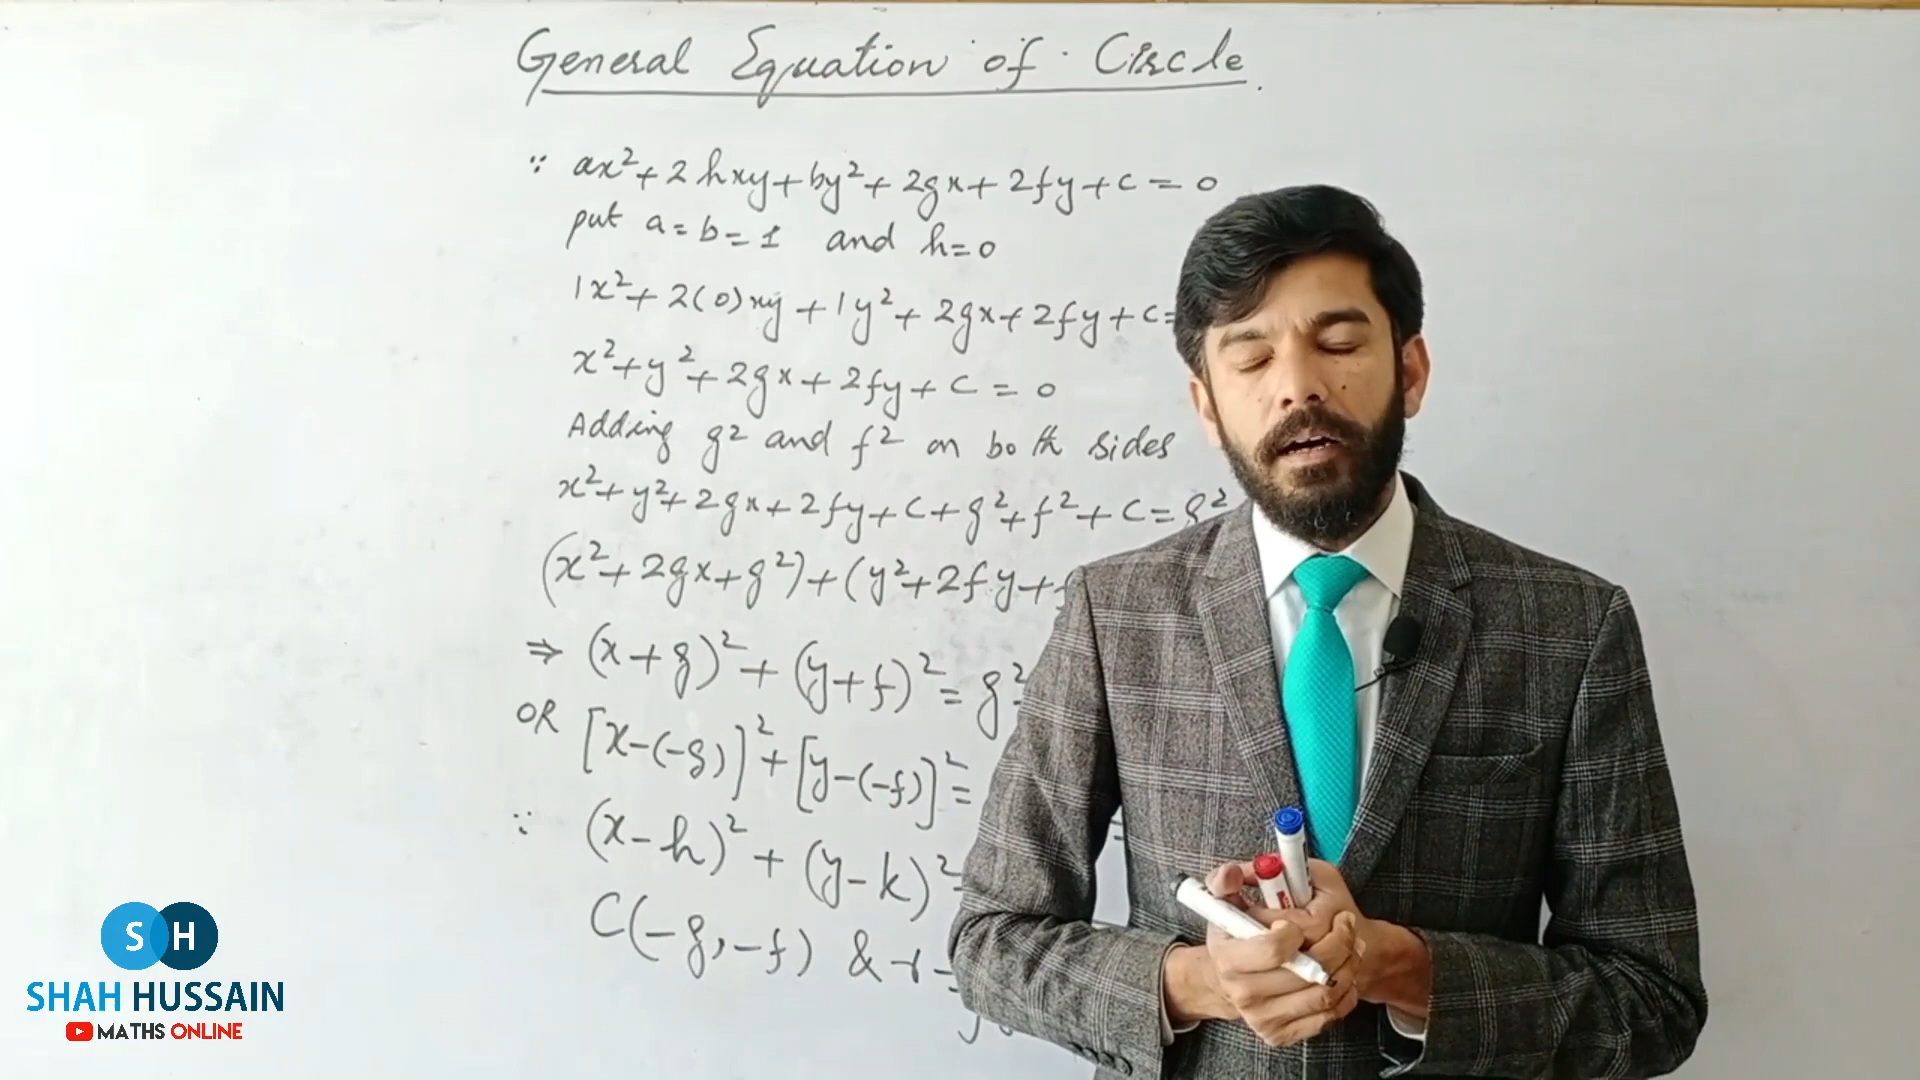 General Equation of Circle.
∵ ax²+2hxy+by²+2gx+2fy+c=0
put a=b=1 and h=0
1x²+2(0)xy+1y²+2gx+2fy+c=
x²+y²+2gx+2fy+c=0
Adding g² and f² on both sides
x²+y²+2gx+2fy+c+g²+f²+c=g²
(x²+2gx+g²)+(y²+2fy+
⇒ (x+g)²+(y+f)²=g²
OR [x-(-g)]²+[y-(-f)]²=
∵ (x-h)²+(y-k)²=
C(-g,-f) & r=
SH
SHAH HUSSAIN
MATHS ONLINE